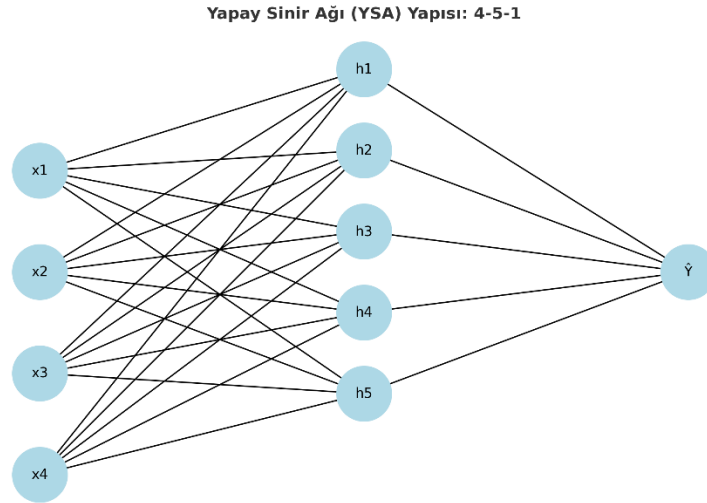 Yapay Sinir Ağı (YSA) Yapısı: 4-5-1
h1
h2
x1
h3
x2
Ŷ
h4
x3
h5
x4